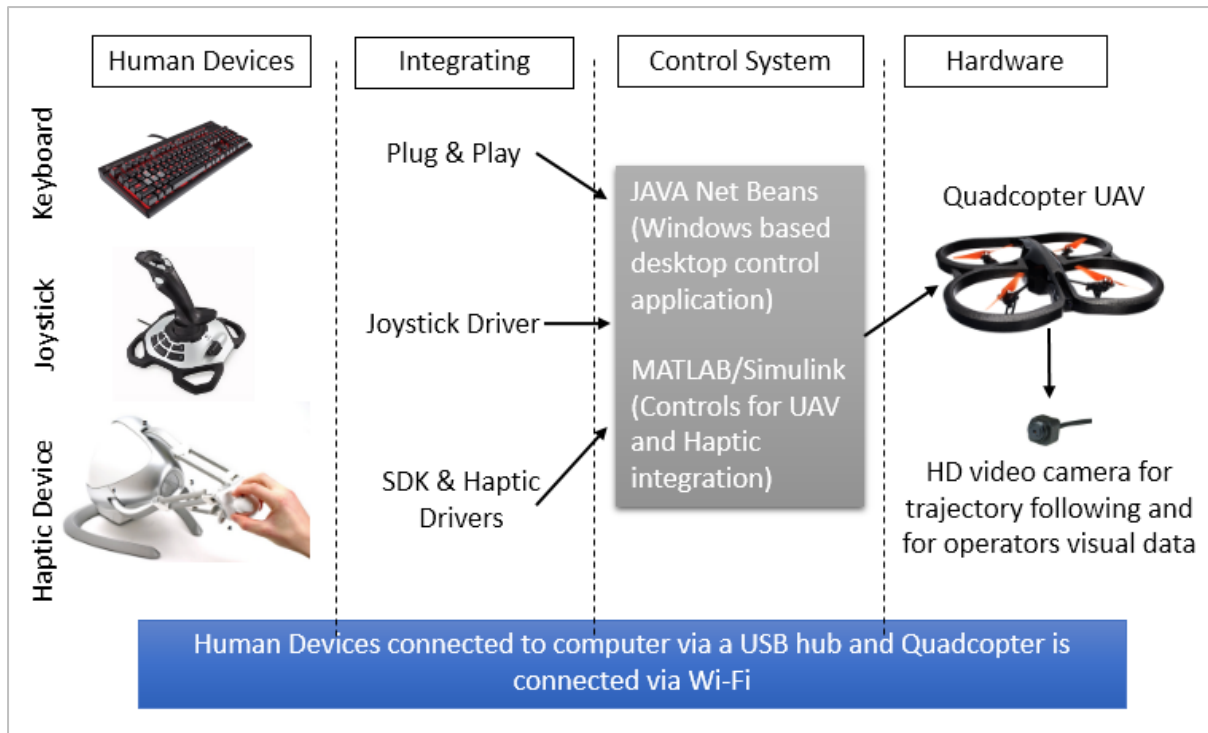 Human Devices
Integrating
Control System
Hardware
Keyboard
Joystick
Haptic Device
Plug & Play
Joystick Driver
SDK & Haptic
Drivers
JAVA Net Beans
(Windows based
desktop control
application)
MATLAB/Simulink
(Controls for UAV
and Haptic
integration)
Quadcopter UAV
HD video camera for
trajectory following and
for operators visual data
Human Devices connected to computer via a USB hub and Quadcopter is
connected via Wi-Fi